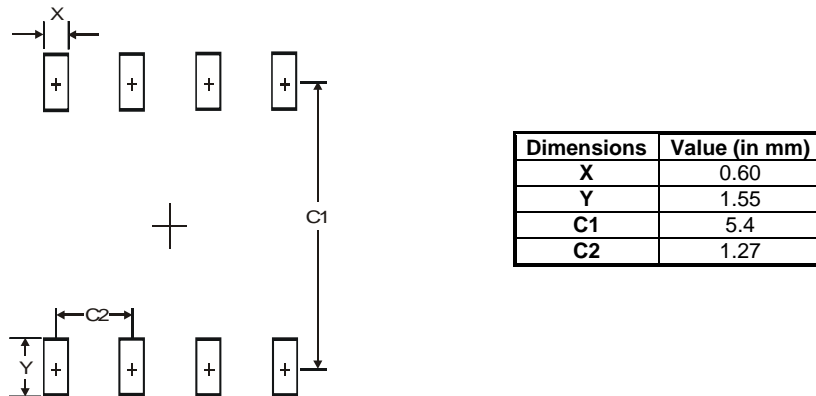 X
C1
C2
Y
Dimensions Value (in mm)
X 0.60
Y 1.55
C1 5.4
C2 1.27